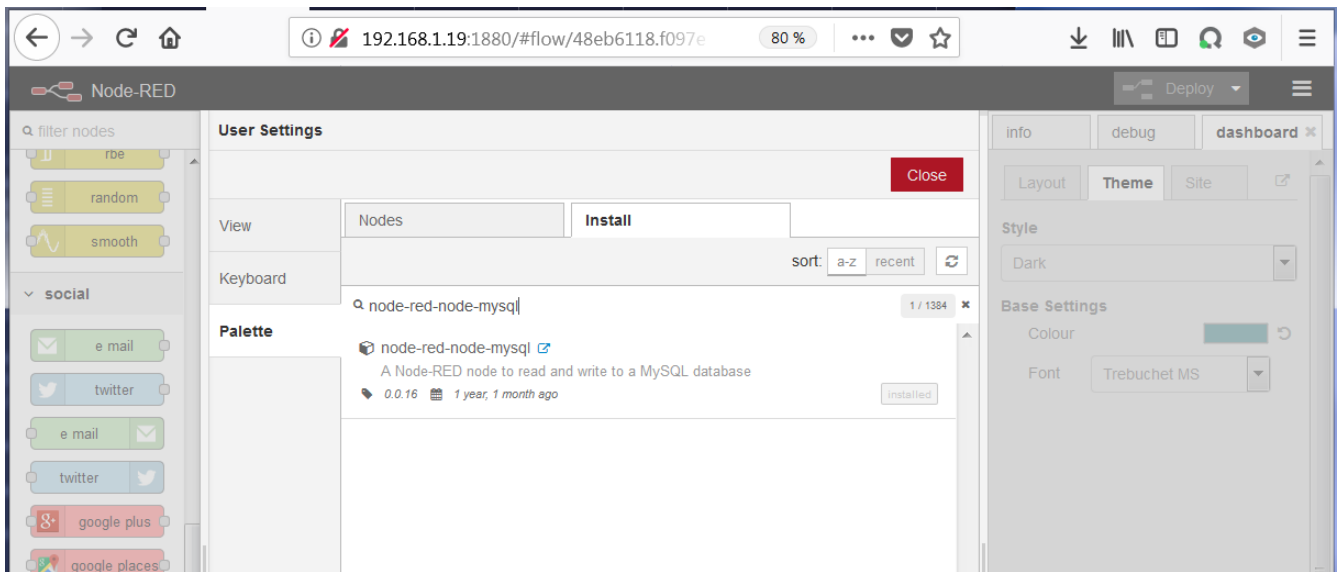 192.168.1.19:1880/#flow/48eb6118.f097e
80 %
Node-RED
Deploy
filter nodes
rbe
random
smooth
social
e mail
twitter
e mail
twitter
google plus
google places
User Settings
Close
View
Keyboard
Palette
Nodes
Install
sort: a-z recent
node-red-node-mysql
1 / 1384
node-red-node-mysql
A Node-RED node to read and write to a MySQL database
0.0.16 1 year, 1 month ago
installed
info
debug
dashboard
Layout
Theme
Site
Style
Dark
Base Settings
Colour
Font
Trebuchet MS